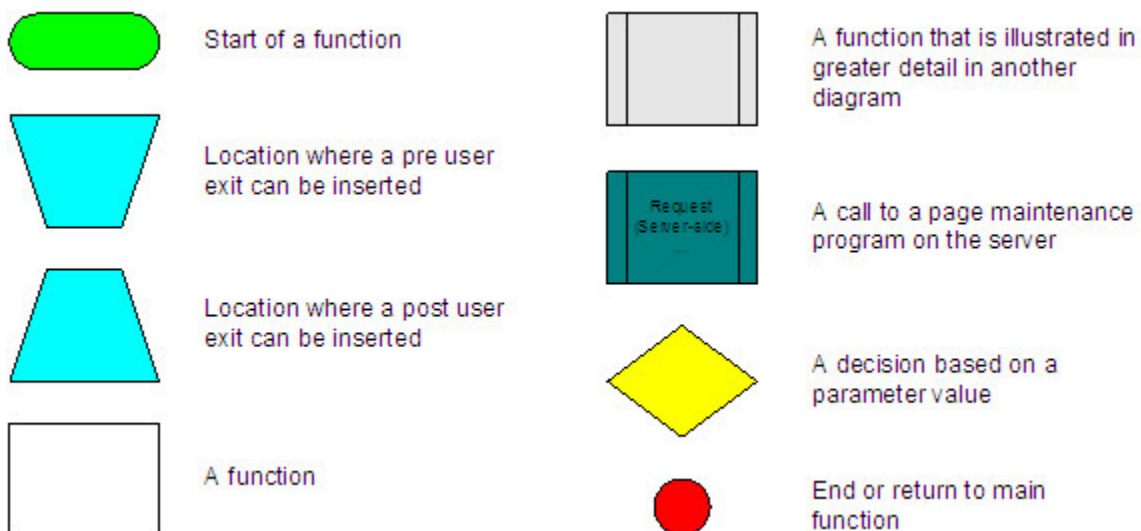 Start of a function
Location where a pre user
exit can be inserted
Location where a post user
exit can be inserted
A function
A function that is illustrated in
greater detail in another
diagram
Request
(Server-side)
...
A call to a page maintenance
program on the server
A decision based on a
parameter value
End or return to main
function